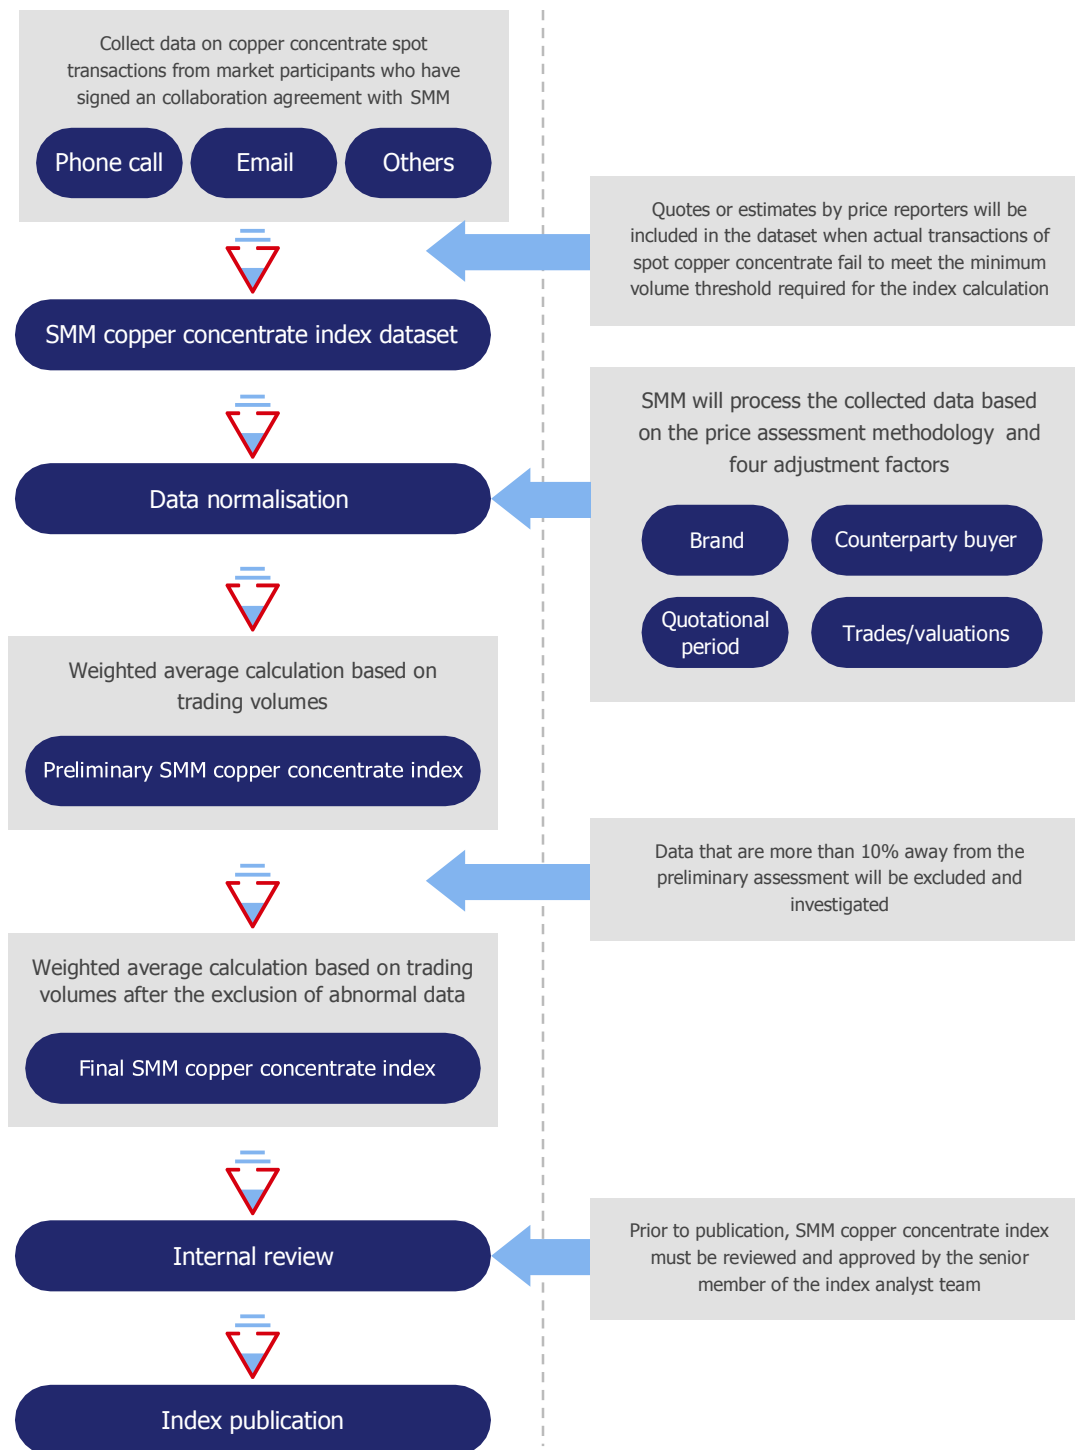 Collect data on copper concentrate spot
transactions from market participants who have
signed an collaboration agreement with SMM
Phone call
Email
Others
Quotes or estimates by price reporters will be
included in the dataset when actual transactions of
spot copper concentrate fail to meet the minimum
volume threshold required for the index calculation
SMM copper concentrate index dataset
SMM will process the collected data based
on the price assessment methodology and
four adjustment factors
Data normalisation
Brand
Counterparty buyer
Quotational
period
Trades/valuations
Weighted average calculation based on
trading volumes
Preliminary SMM copper concentrate index
Data that are more than 10% away from the
preliminary assessment will be excluded and
investigated
Weighted average calculation based on trading
volumes after the exclusion of abnormal data
Final SMM copper concentrate index
Prior to publication, SMM copper concentrate index
must be reviewed and approved by the senior
member of the index analyst team
Internal review
Index publication